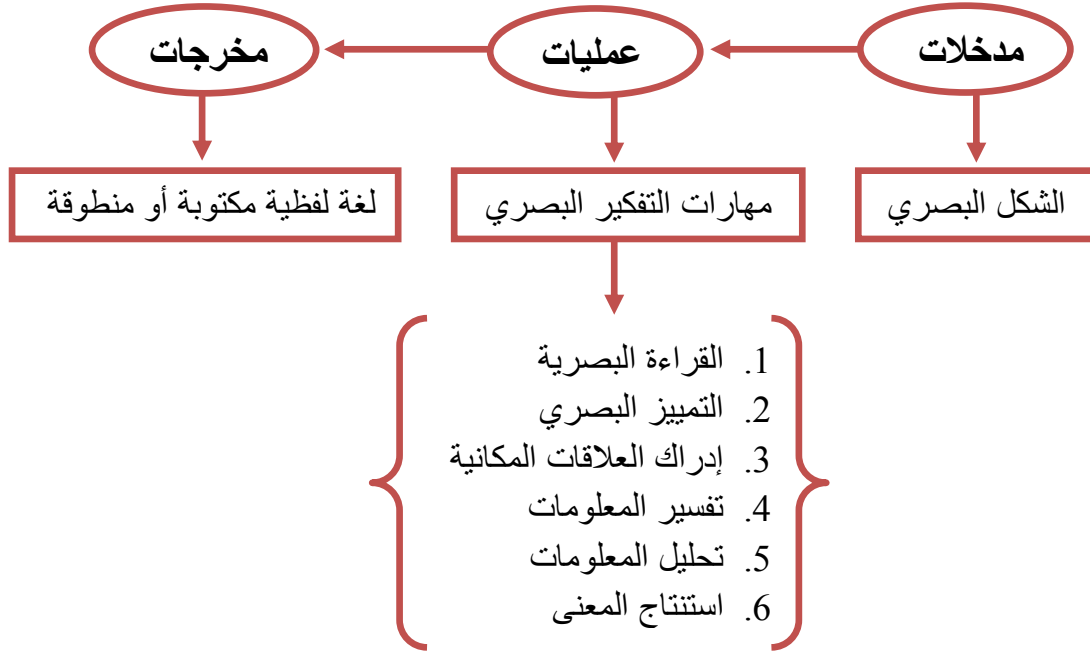 مدخلات
عمليات
مخرجات
الشكل البصري
مهارات التفكير البصري
لغة لفظية مكتوبة أو منطوقة
1. القراءة البصرية
2. التمييز البصري
3. إدراك العلاقات المكانية
4. تفسير المعلومات
5. تحليل المعلومات
6. استنتاج المعنى